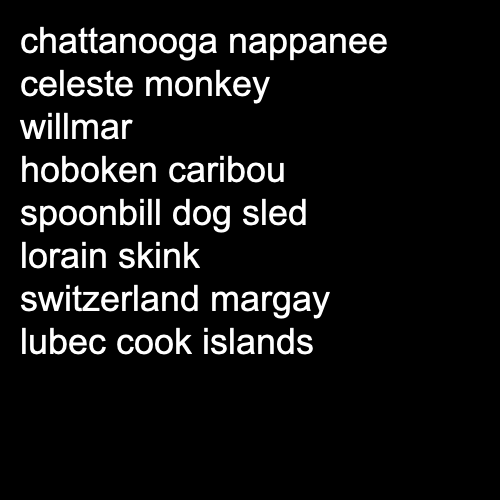 chattanooga nappanee
celeste monkey
willmar
hoboken caribou
spoonbill dog sled
lorain skink
switzerland margay
lubec cook islands